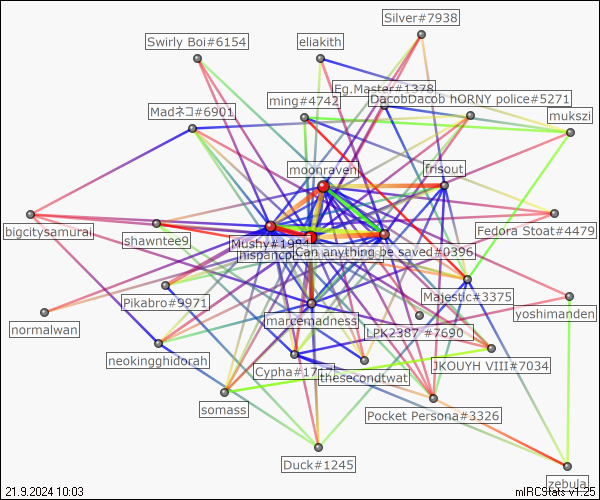 Silver#7938
Swirly Boi#6154
eliakith
Eg.Master#1378
DacobDacob hORNY police#5271
ming#4742
Madネコ#6901
mukszi
moonraven
frisout
bigcitysamurai
Fedora Stoat#4479
shawntee9
Mushy#1984
Can anything be saved#0396
Pikabro#9971
Majestic#3375
normalwan
marcemadness
yoshimanden
LPK2387 #7690
neokingghidorah
JKOUYH VIII#7034
thesecondtwat
somass
Pocket Persona#3326
Duck#1245
zebula
21.9.2024 10:03
mIRCStats v1.25